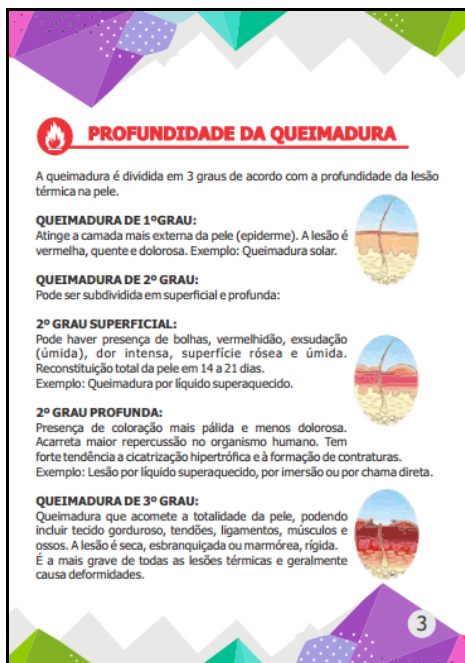 PROFUNDIDADE DA QUEIMADURA
A queimadura é dividida em 3 graus de acordo com a profundidade da lesão
térmica na pele.
QUEIMADURA DE 1ºGRAU:
Atinge a camada mais externa da pele (epiderme). A lesão é
vermelha, quente e dolorosa. Exemplo: Queimadura solar.
QUEIMADURA DE 2º GRAU:
Pode ser subdividida em superficial e profunda:
2º GRAU SUPERFICIAL:
Pode haver presença de bolhas, vermelhidão, exsudação
(úmida), dor intensa, superfície rósea e úmida.
Reconstituição total da pele em 14 a 21 dias.
Exemplo: Queimadura por líquido superaquecido.
2º GRAU PROFUNDA:
Presença de coloração mais pálida e menos dolorosa.
Acarreta maior repercussão no organismo humano. Tem
forte tendência a cicatrização hipertrófica e à formação de contraturas.
Exemplo: Lesão por líquido superaquecido, por imersão ou por chama direta.
QUEIMADURA DE 3º GRAU:
Queimadura que acomete a totalidade da pele, podendo
incluir tecido gorduroso, tendões, ligamentos, músculos e
ossos. A lesão é seca, esbranquiçada ou marmórea, rígida.
É a mais grave de todas as lesões térmicas e geralmente
causa deformidades.
3